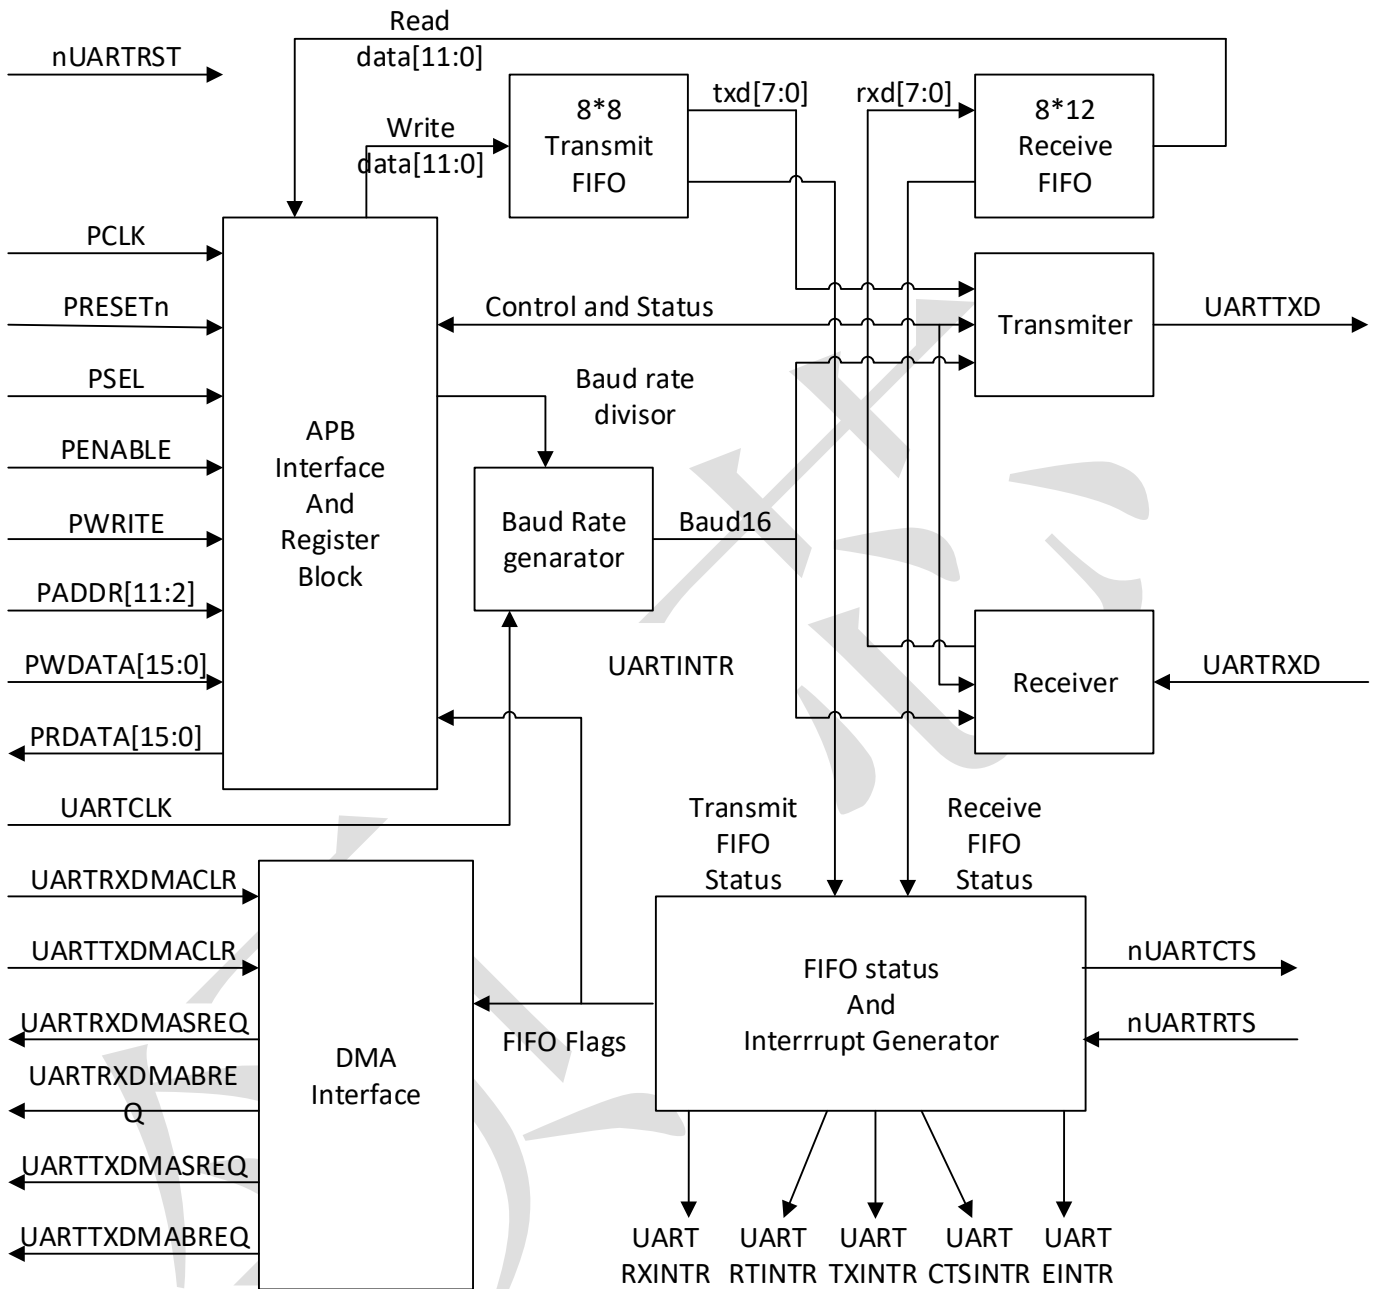 Read
data[11:0]
nUARTRST
Write
data[11:0]
8*8
Transmit
FIFO
txd[7:0]
rxd[7:0]
8*12
Receive
FIFO
PCLK
PRESETn
PSEL
PENABLE
PWRITE
PADDR[11:2]
PWDATA[15:0]
PRDATA[15:0]
UARTCLK
APB
Interface
And
Register
Block
Control and Status
Baud rate
divisor
Baud Rate
genarator
Baud16
UARTINTR
Transmiter
UARTTXD
Receiver
UARTRXD
Transmit
FIFO
Status
Receive
FIFO
Status
UARTRXDMACLR
UARTTXDMACLR
UARTRXDMASREQ
UARTRXDMABRE
Q
UARTTXDMASREQ
UARTTXDMABREQ
DMA
Interface
FIFO Flags
FIFO status
And
Interrrupt Generator
nUARTCTS
nUARTRTS
UART
RXINTR
UART
RTINTR
UART
TXINTR
UART
CTSINTR
UART
EINTR